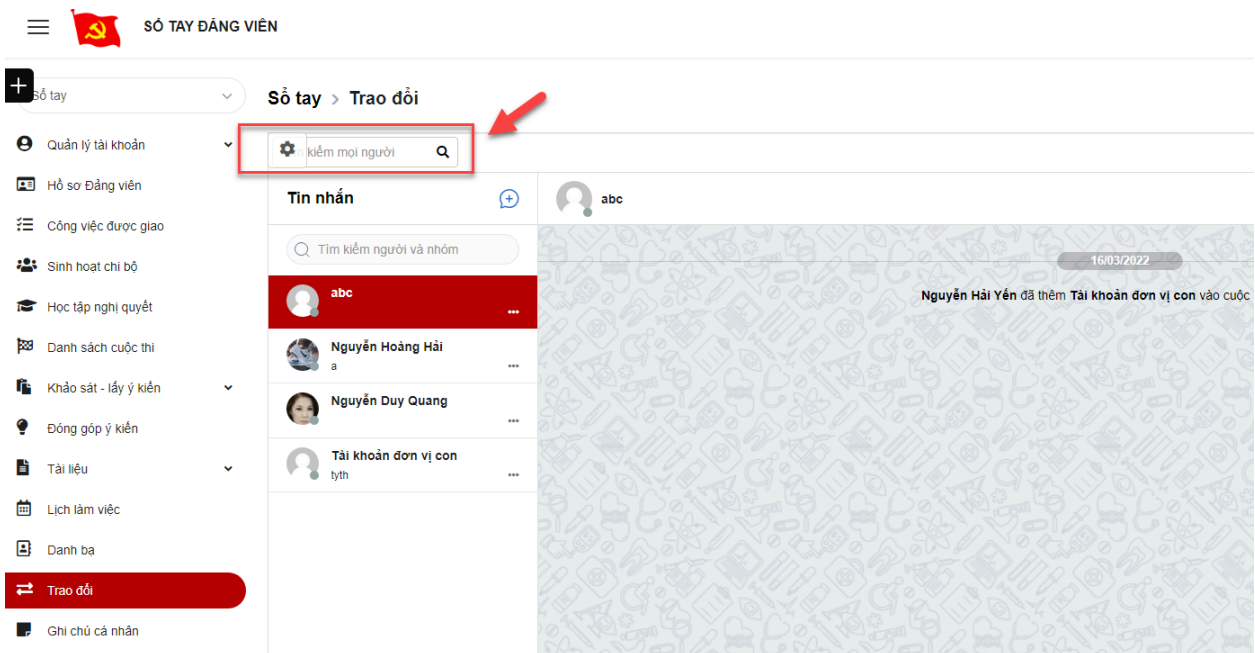 SỔ TAY ĐẢNG VIÊN
Sổ tay
Sổ tay > Trao đổi
Quản lý tài khoản
kiếm mọi người
Hồ sơ Đảng viên
Tin nhắn
abc
Công việc được giao
Tìm kiếm người và nhóm
16/03/2022
Sinh hoạt chi bộ
abc
Nguyễn Hải Yến đã thêm Tài khoản đơn vị con vào cuộc
Học tập nghị quyết
Danh sách cuộc thi
Nguyễn Hoàng Hải
a
Khảo sát - lấy ý kiến
Nguyễn Duy Quang
Đóng góp ý kiến
Tài liệu
Tài khoản đơn vị con
tyth
Lịch làm việc
Danh bạ
Trao đổi
Ghi chú cá nhân